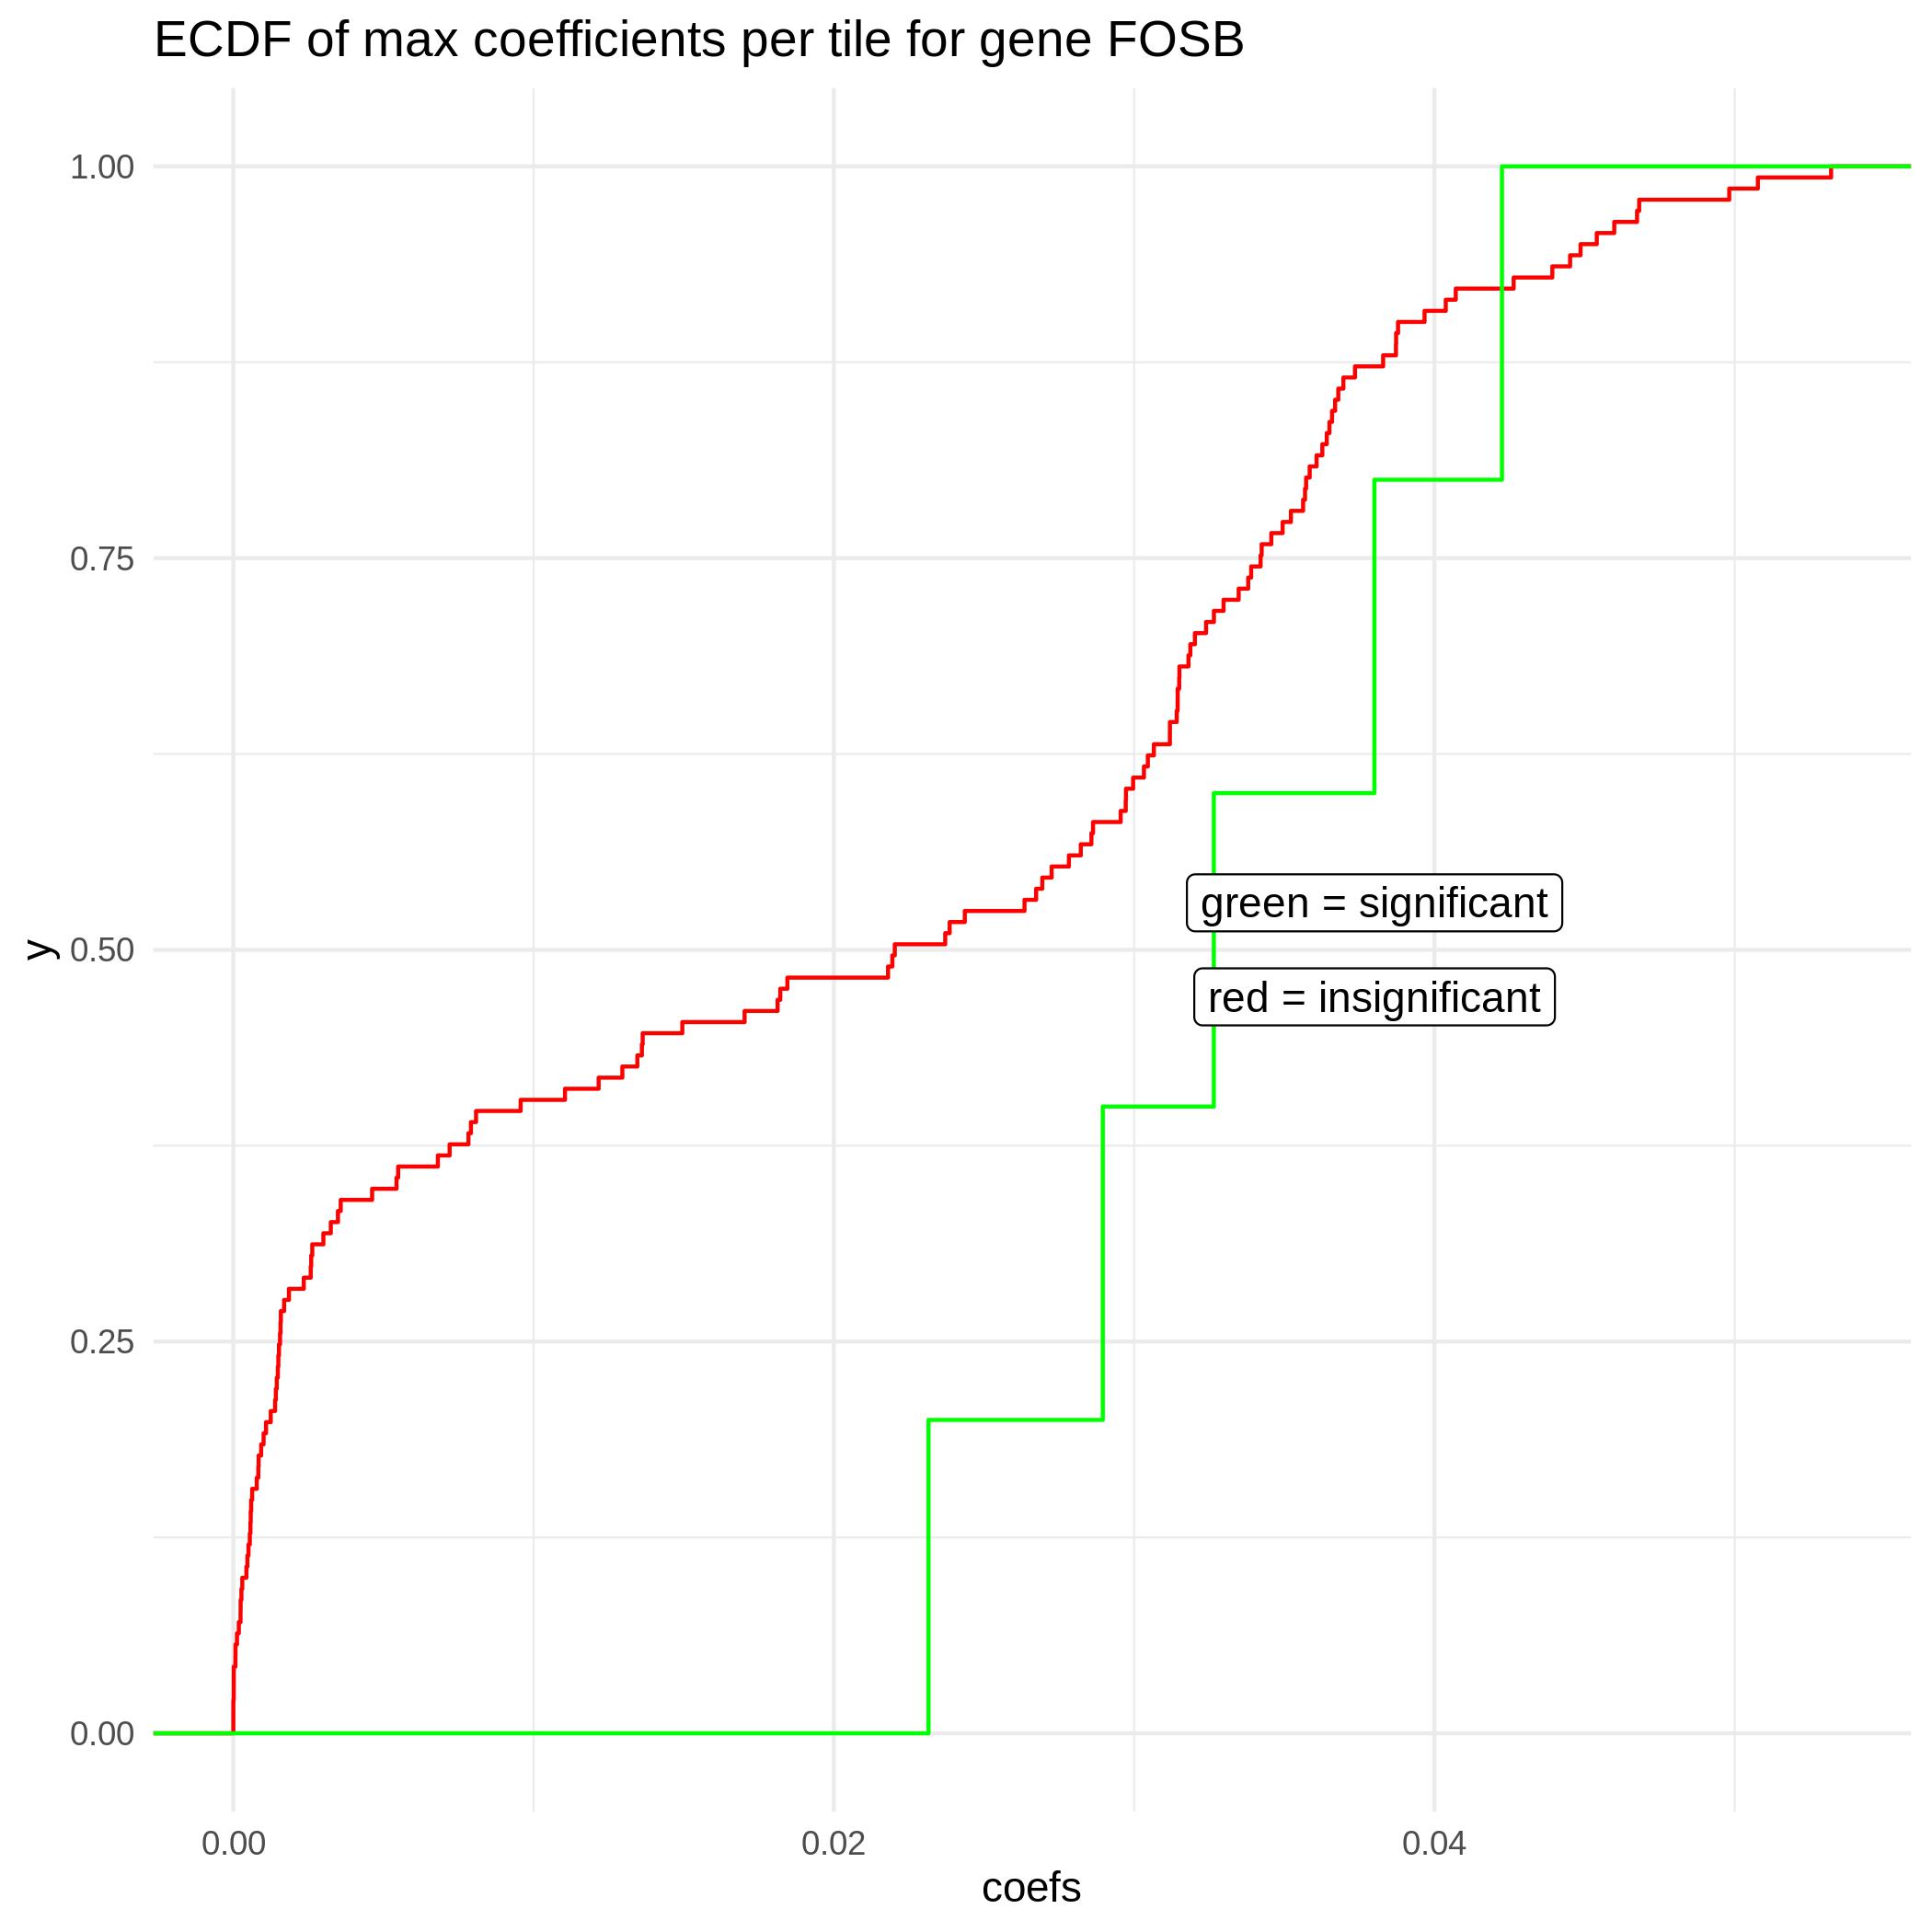 ECDF of max coefficients per tile for gene FOSB
1.00
0.75
0.50
0.25
0.00
y
green = significant
red = insignificant
0.00 0.02 0.04
coefs